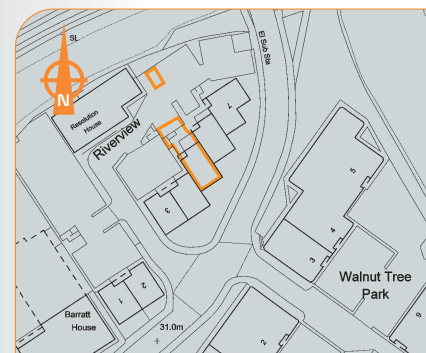 SL
El Sub Sta
N
Resolution
House
Riverview
7
3
5
4
3
Walnut Tree
Park
2
1
Barratt
House
31.0m
2
9